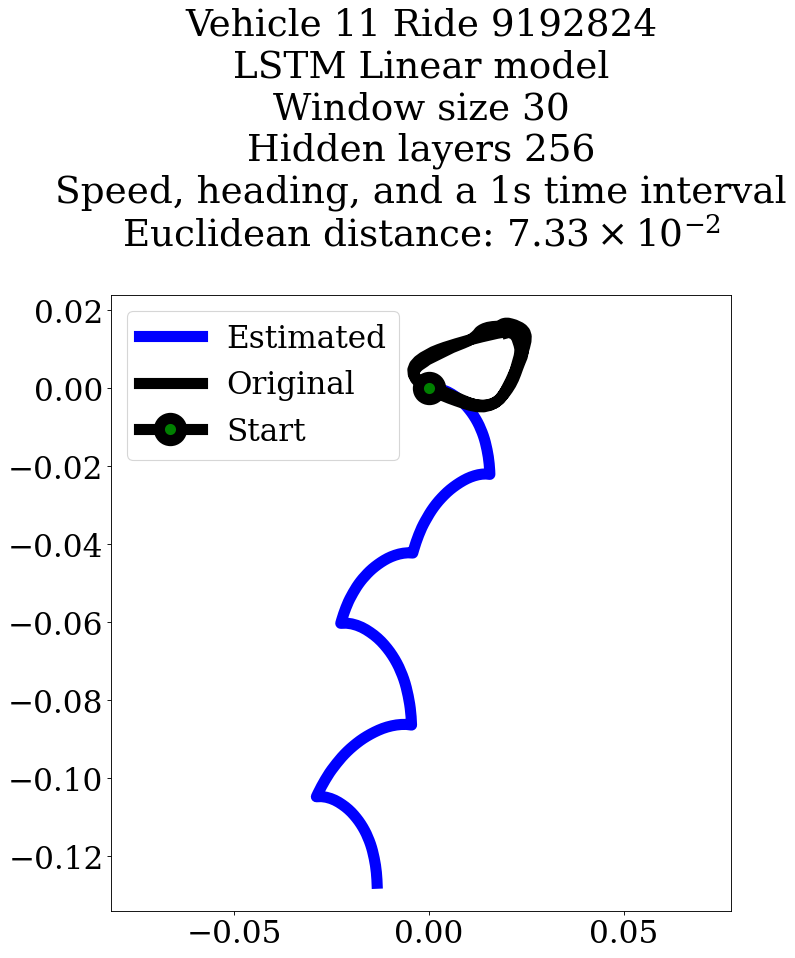 Vehicle 11 Ride 9192824
LSTM Linear model
Window size 30
Hidden layers 256
Speed, heading, and a 1s time interval
Euclidean distance: 7.33 × 10⁻²
Estimated
Original
Start
0.02
0.00
−0.02
−0.04
−0.06
−0.08
−0.10
−0.12
−0.05 0.00 0.05